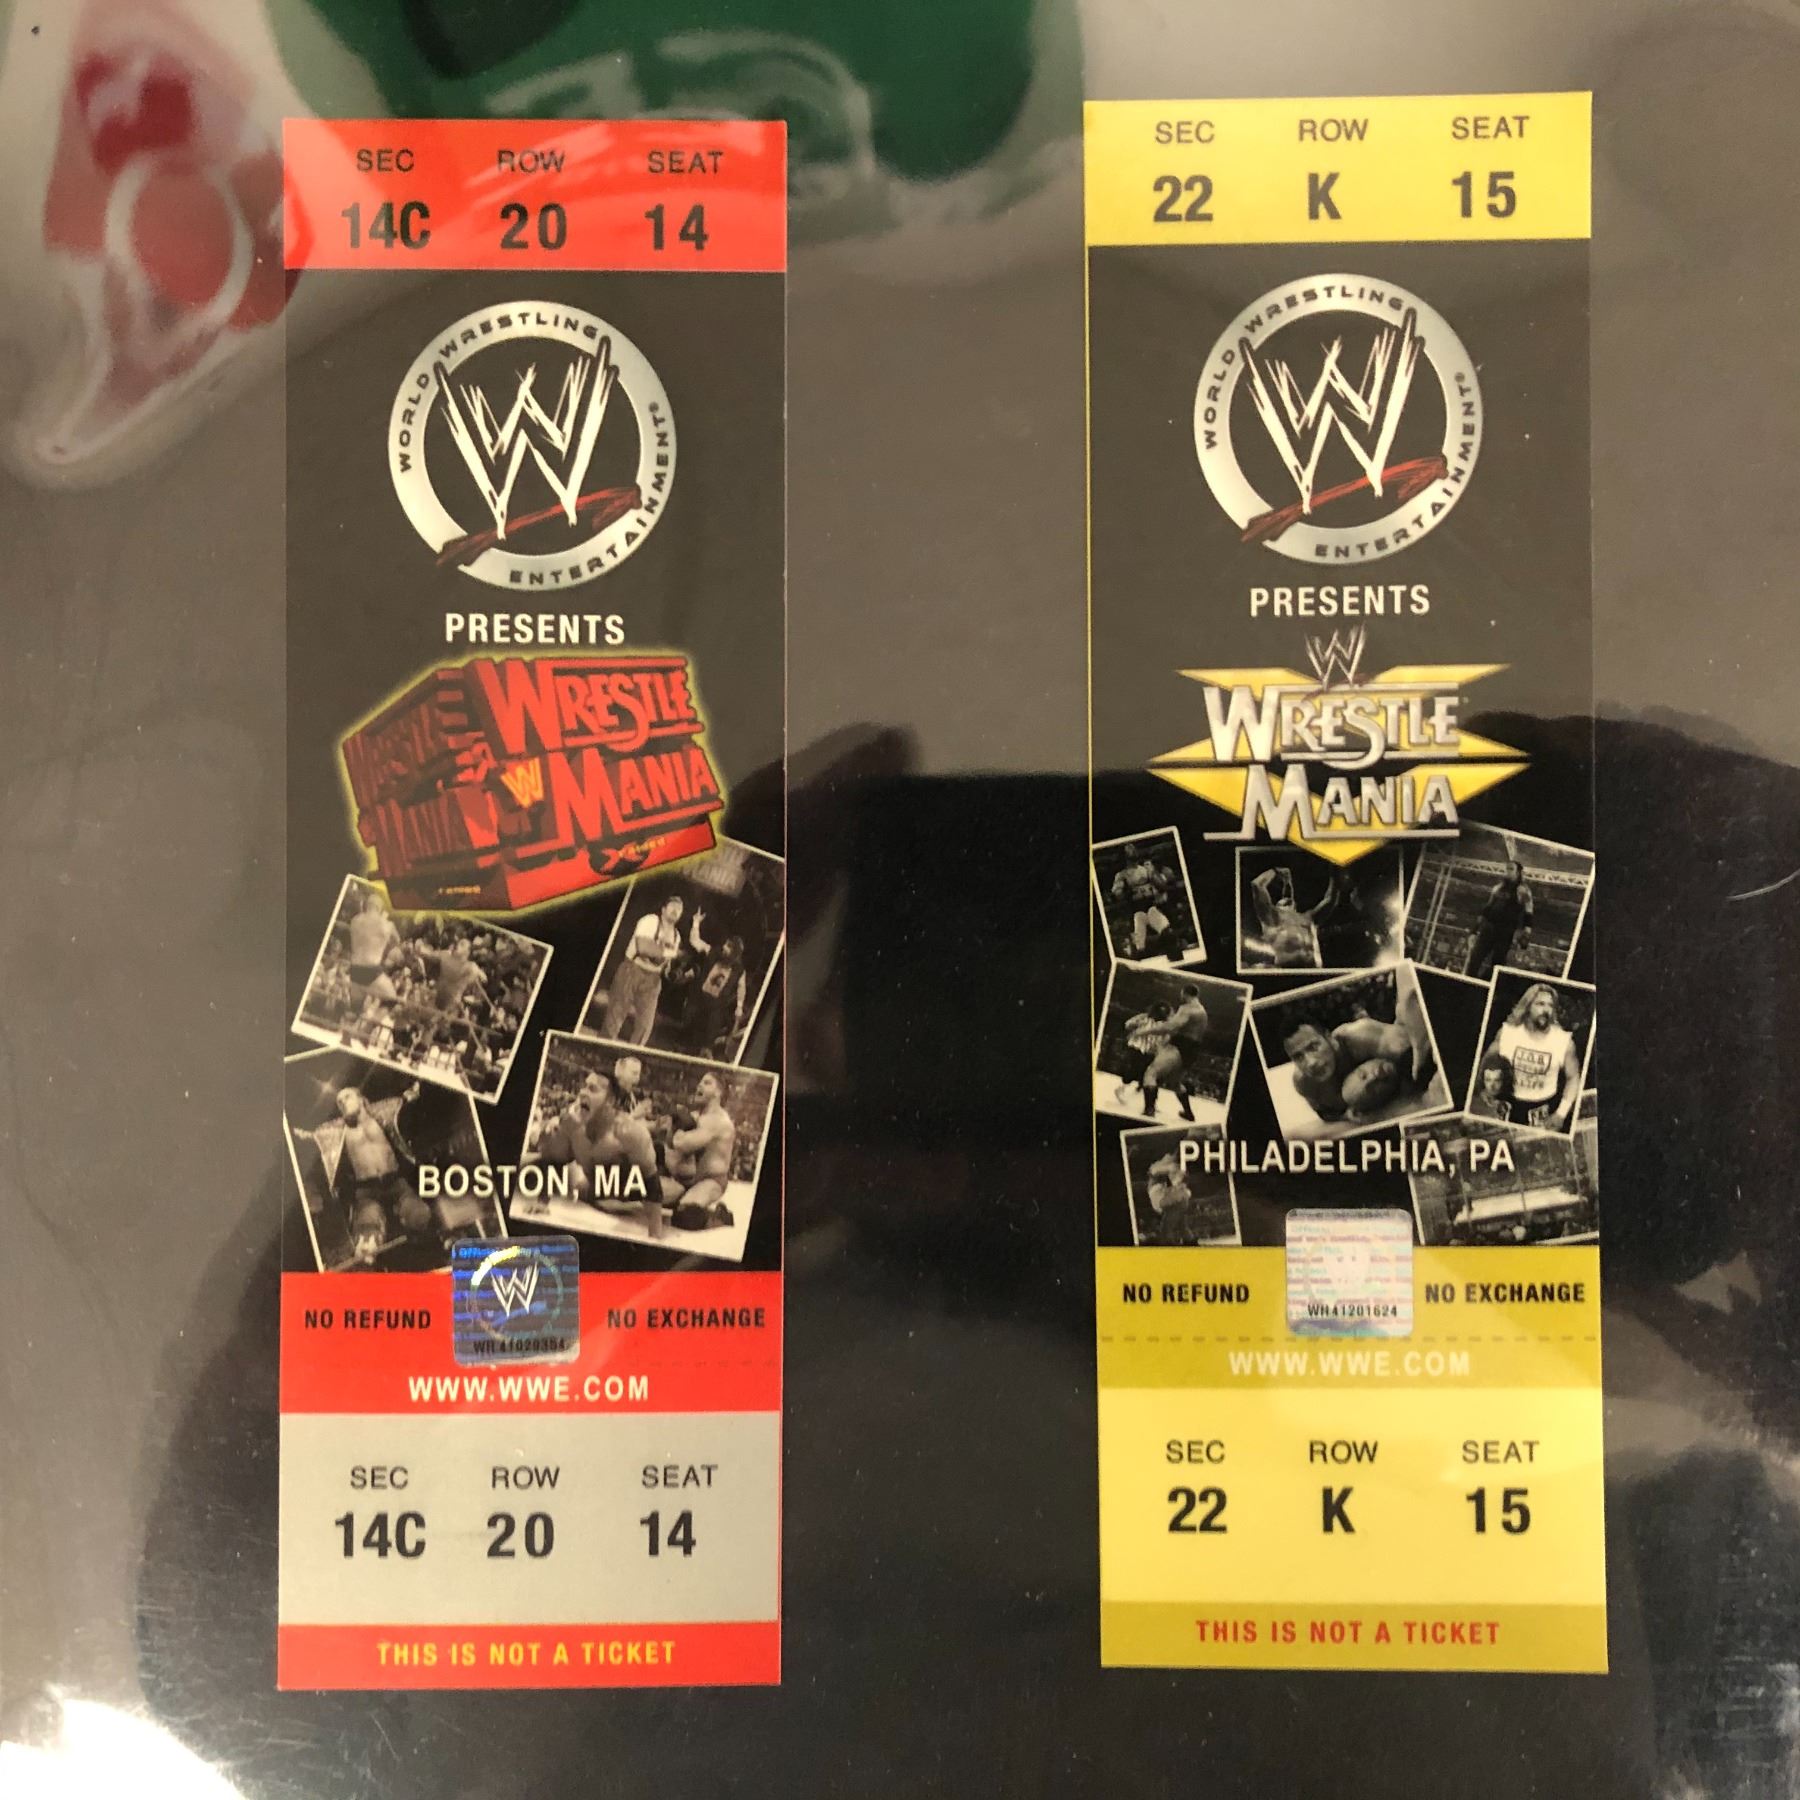 SEC ROW SEAT
14C 20 14
WORLD WRESTLING ENTERTAINMENT®
W
PRESENTS
WRESTLE
MANIA
BOSTON, MA
NO REFUND NO EXCHANGE
WWW.WWE.COM
SEC ROW SEAT
14C 20 14
THIS IS NOT A TICKET
SEC ROW SEAT
22 K 15
WORLD WRESTLING ENTERTAINMENT®
W
PRESENTS
W
WRESTLE
MANIA
PHILADELPHIA, PA
NO REFUND NO EXCHANGE
WH41201624
WWW.WWE.COM
SEC ROW SEAT
22 K 15
THIS IS NOT A TICKET